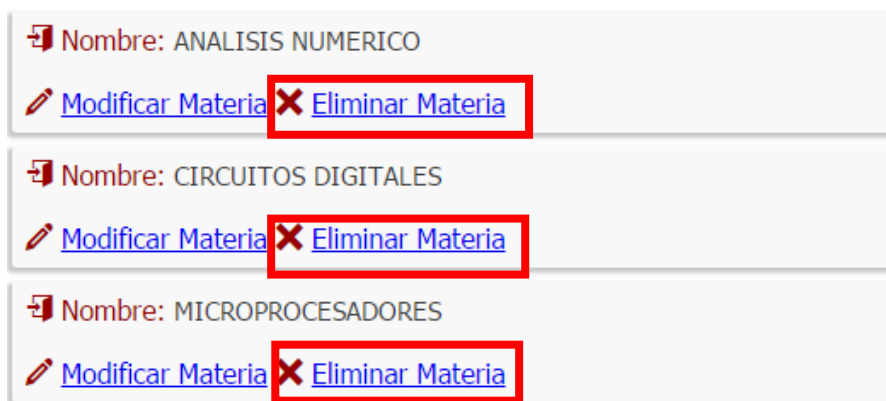 Nombre: ANALISIS NUMERICO
Modificar Materia Eliminar Materia
Nombre: CIRCUITOS DIGITALES
Modificar Materia Eliminar Materia
Nombre: MICROPROCESADORES
Modificar Materia Eliminar Materia